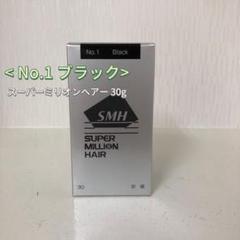 No.1 Black
< No.1 ブラック>
スーパーミリオンヘアー 30g
SMH
SUPER
MILLION
HAIR
30